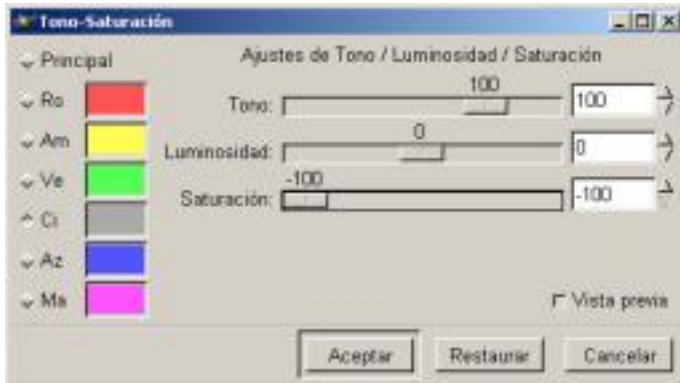 Tono-Saturación
Principal
Ro
Am
Ve
Ci
Az
Ma
Ajustes de Tono / Luminosidad / Saturación
100
Tono:
100
0
Luminosidad:
0
-100
Saturación:
-100
Vista previa
Aceptar
Restaurar
Cancelar